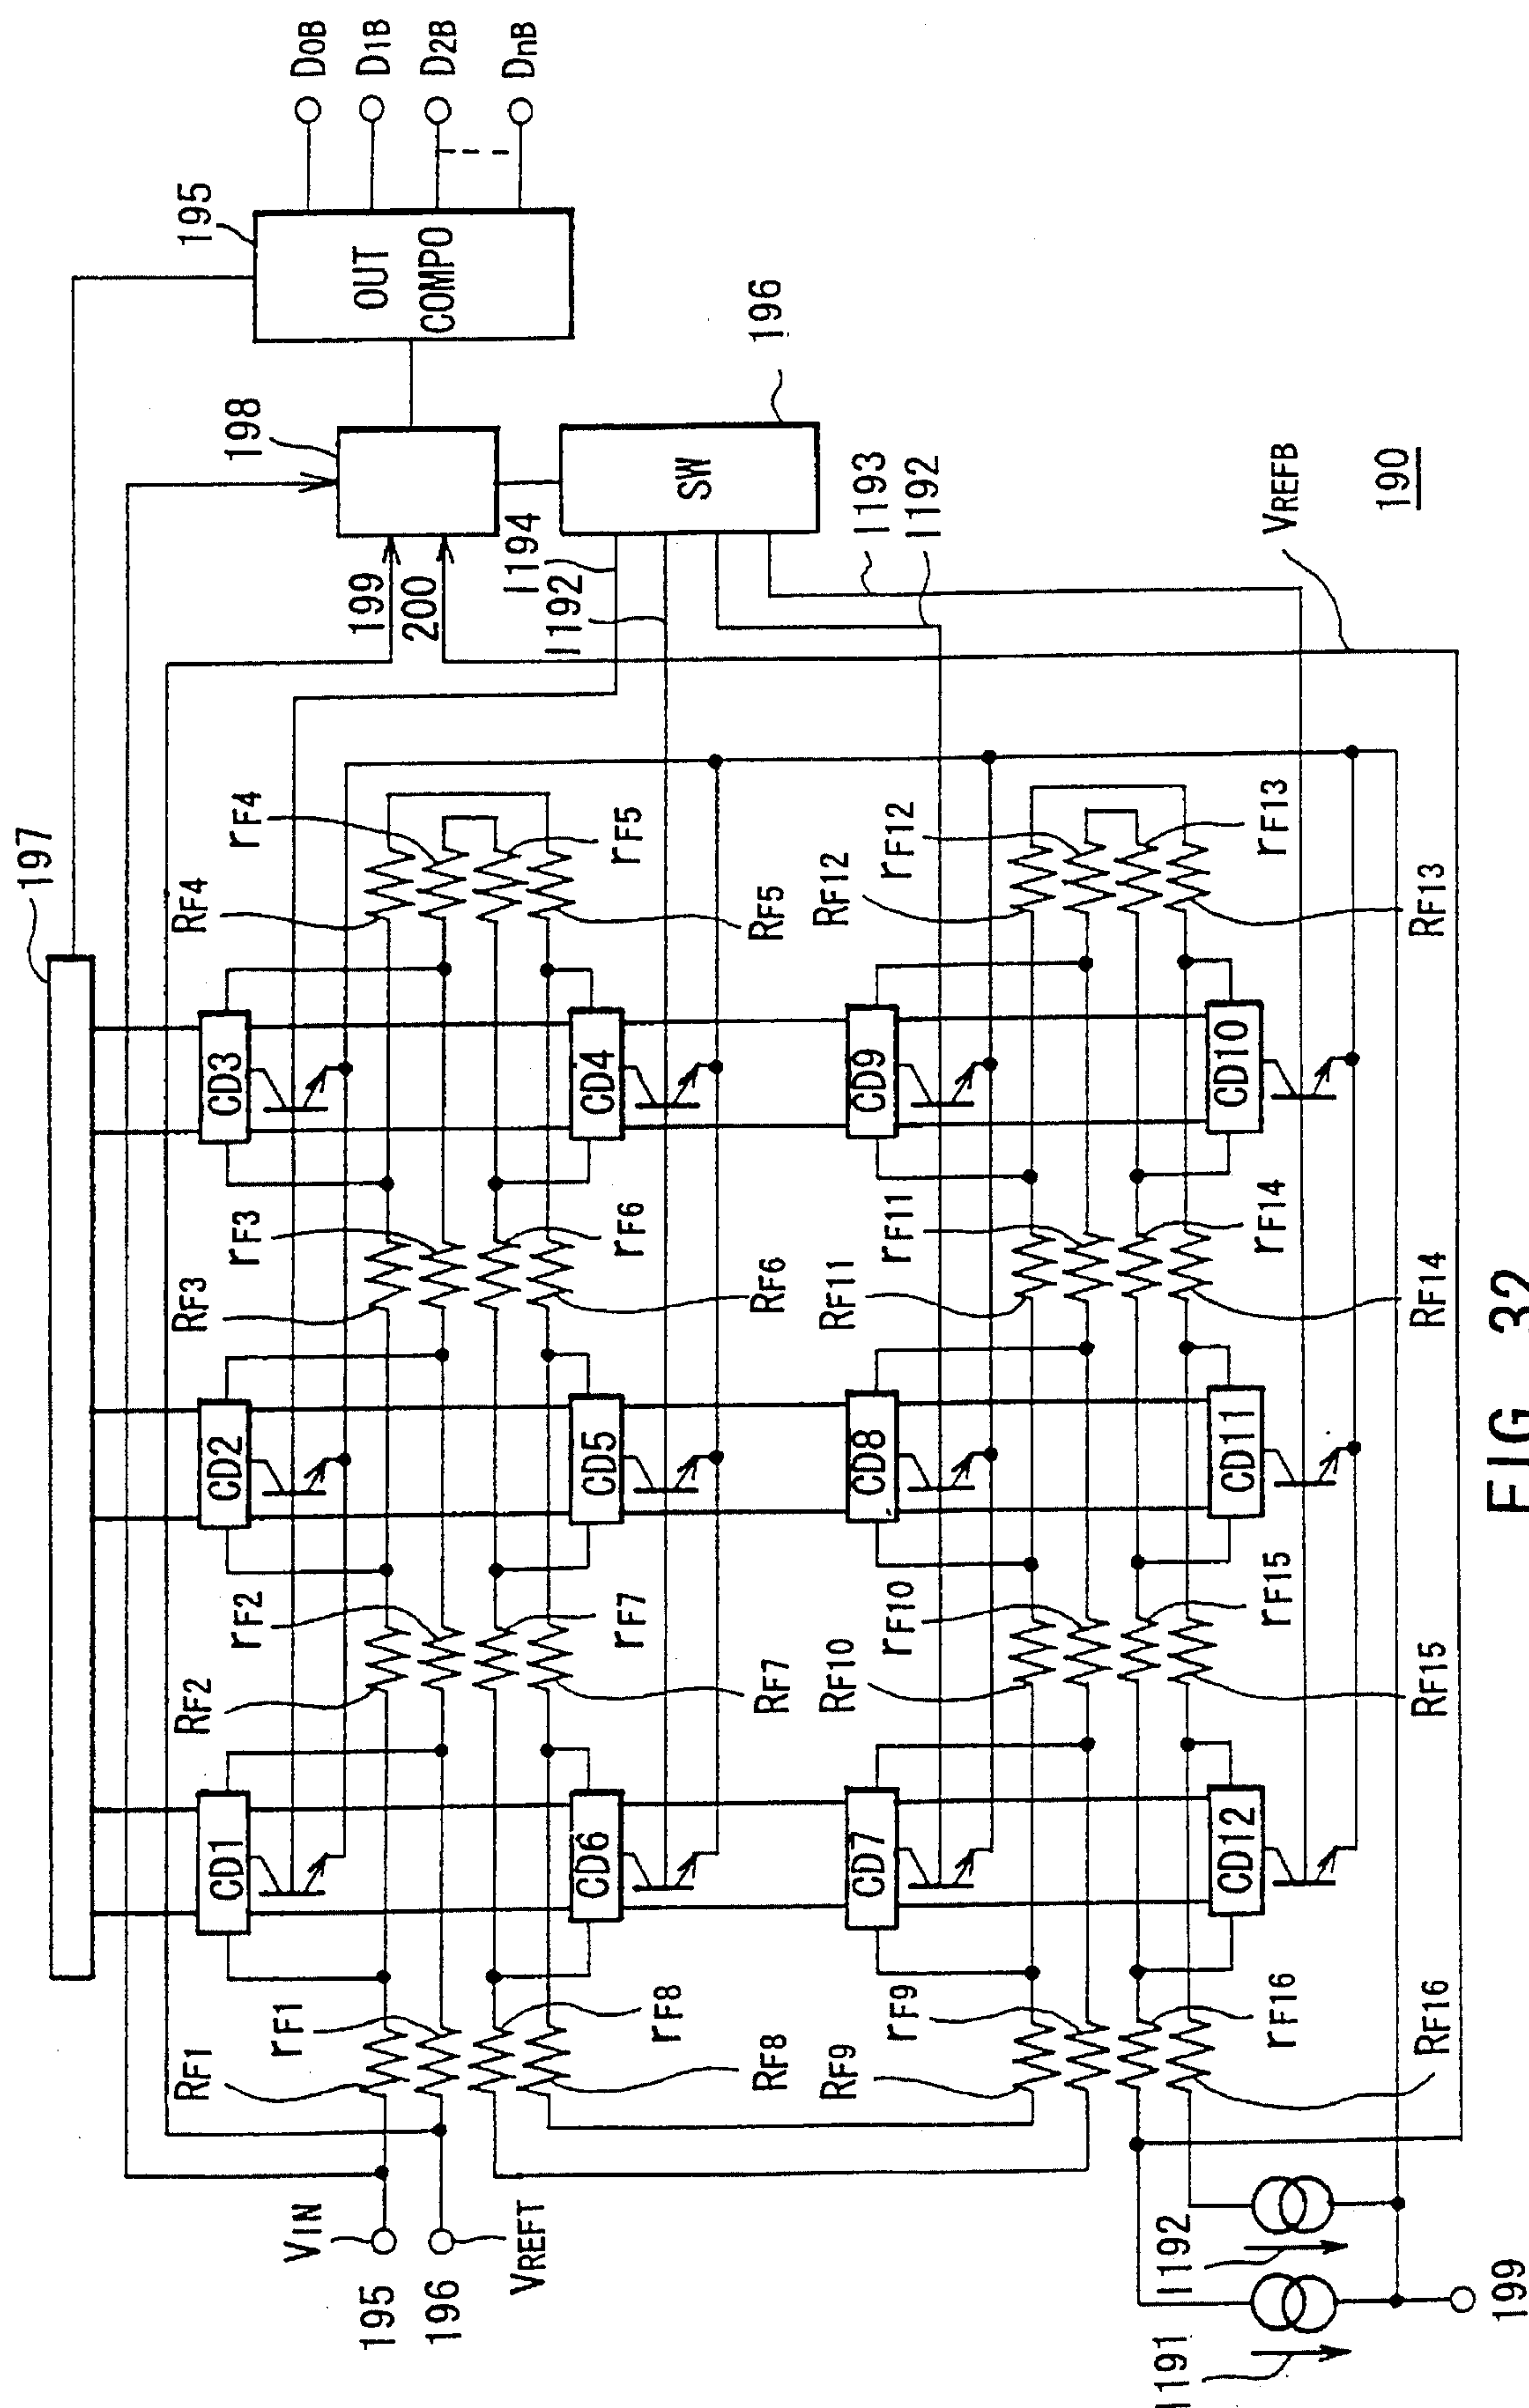 197
195
OUT
COMPO
D0B
D1B
D2B
DnB
198
199
200
SW
196
I194
I192
I193
I192
VREFB
190
CD1
CD2
CD3
RF1
rF1
RF2
rF2
RF3
rF3
RF4
rF4
VIN
195
196
VREFT
rF8
RF8
rF7
RF7
rF6
RF6
rF5
RF5
CD6
CD5
CD4
CD7
CD8
CD9
RF9
rF9
RF10
rF10
RF11
rF11
RF12
rF12
rF16
RF16
rF15
RF15
rF14
RF14
rF13
RF13
CD12
CD11
CD10
I191
I192
199
FIG. 32